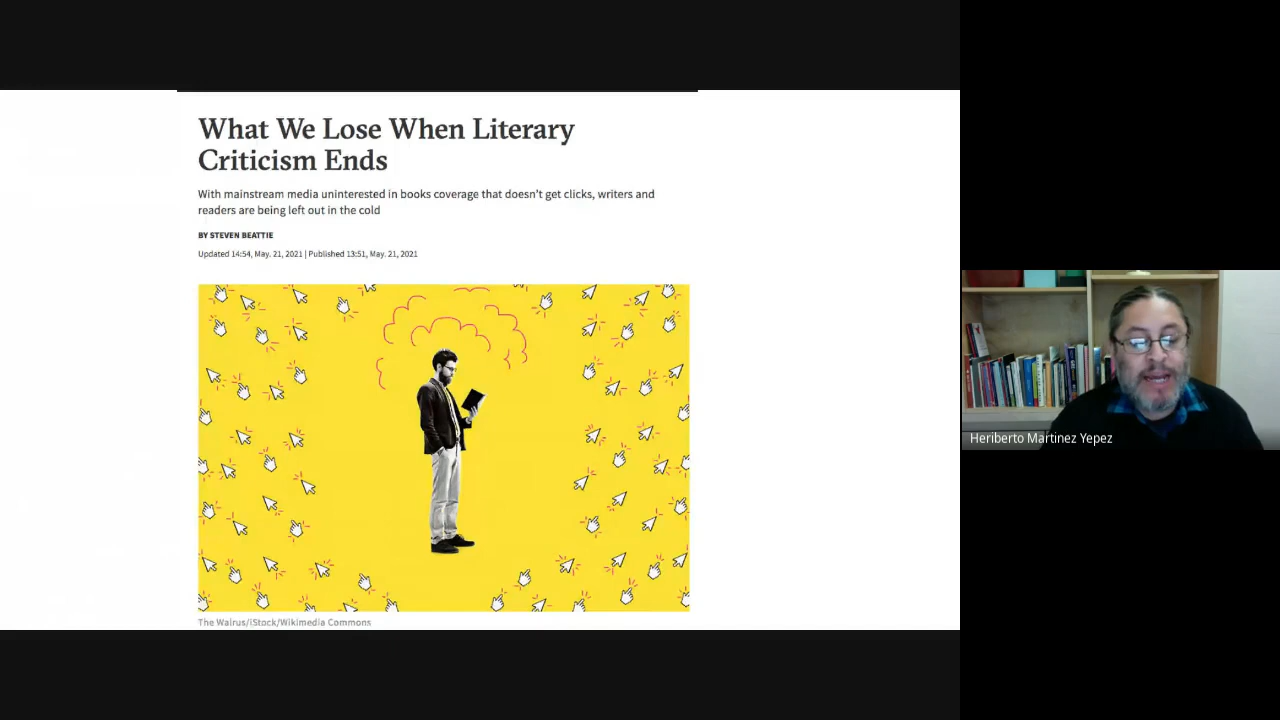 What We Lose When Literary
Criticism Ends
With mainstream media uninterested in books coverage that doesn't get clicks, writers and
readers are being left out in the cold
BY STEVEN BEATTIE
Updated 14:54, May. 21, 2021 | Published 13:51, May. 21, 2021
The Walrus/iStock/Wikimedia Commons
Heriberto Martinez Yepez